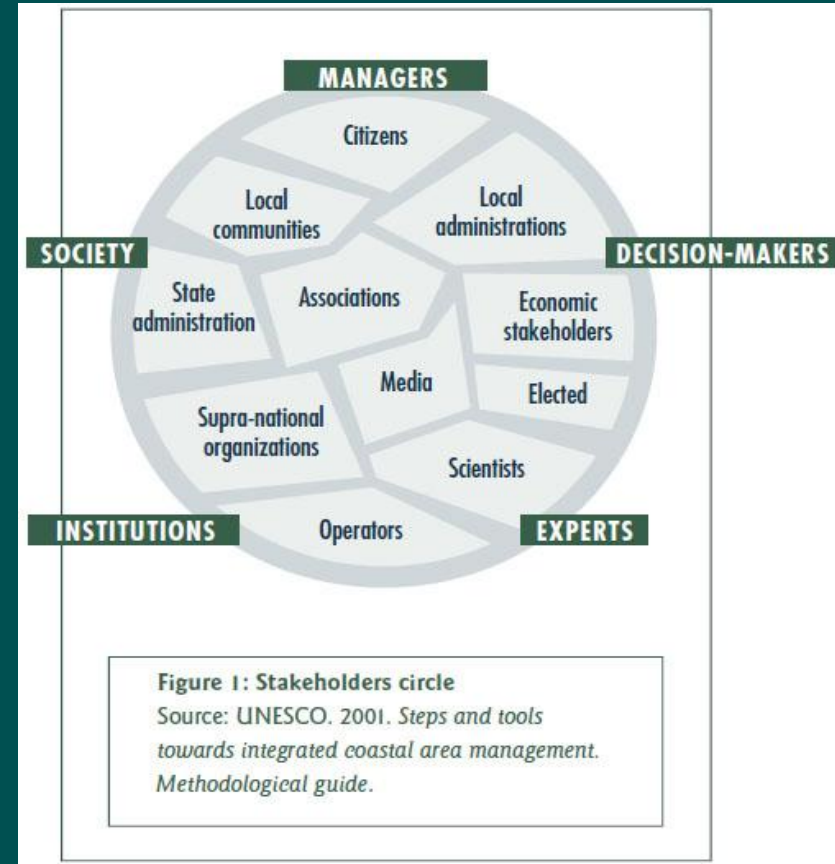 MANAGERS
Citizens
Local
communities
Local
administrations
SOCIETY
DECISION-MAKERS
State
administration
Associations
Economic
stakeholders
Media
Elected
Supra-national
organizations
Scientists
INSTITUTIONS
Operators
EXPERTS
Figure 1: Stakeholders circle
Source: UNESCO. 2001. Steps and tools
towards integrated coastal area management.
Methodological guide.